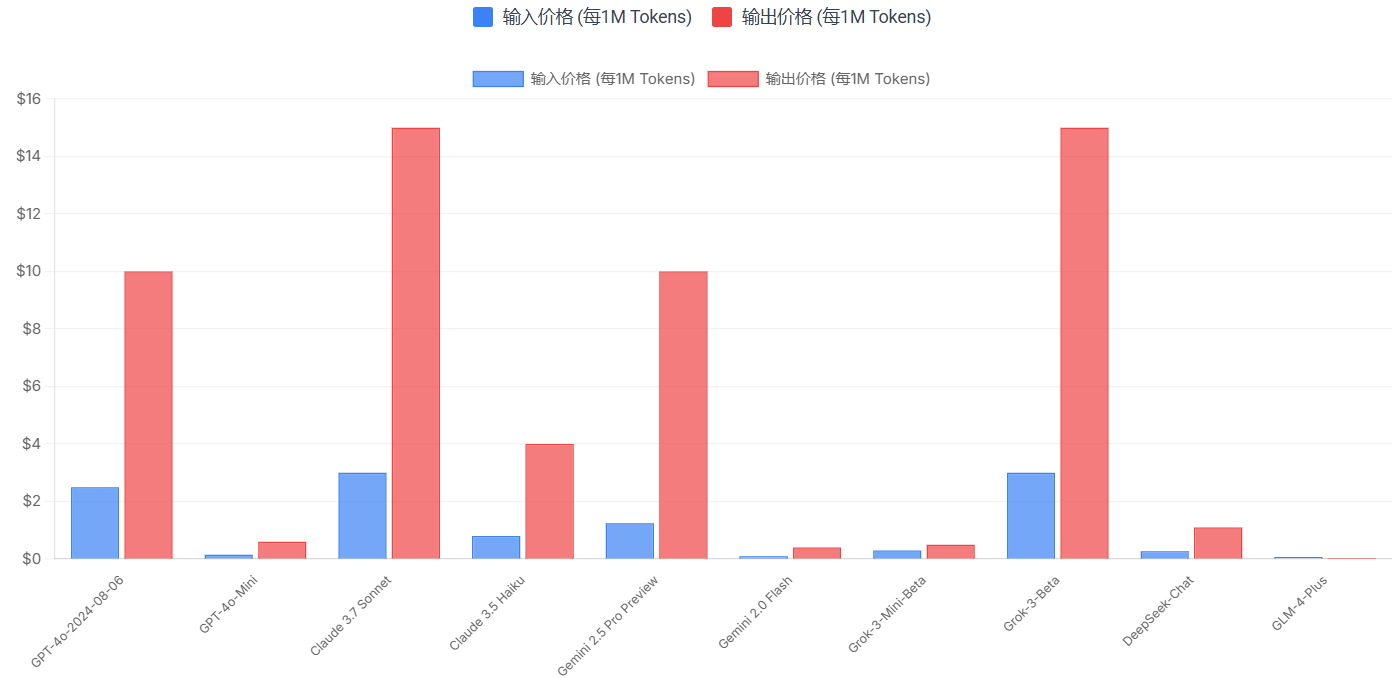 输入价格 (每1M Tokens) 输出价格 (每1M Tokens)
输入价格 (每1M Tokens) 输出价格 (每1M Tokens)
$16
$14
$12
$10
$8
$6
$4
$2
$0
GPT-4o-2024-08-06
GPT-4o-Mini
Claude 3.7 Sonnet
Claude 3.5 Haiku
Gemini 2.5 Pro Preview
Gemini 2.0 Flash
Grok-3-Mini-Beta
Grok-3-Beta
DeepSeek-Chat
GLM-4-Plus